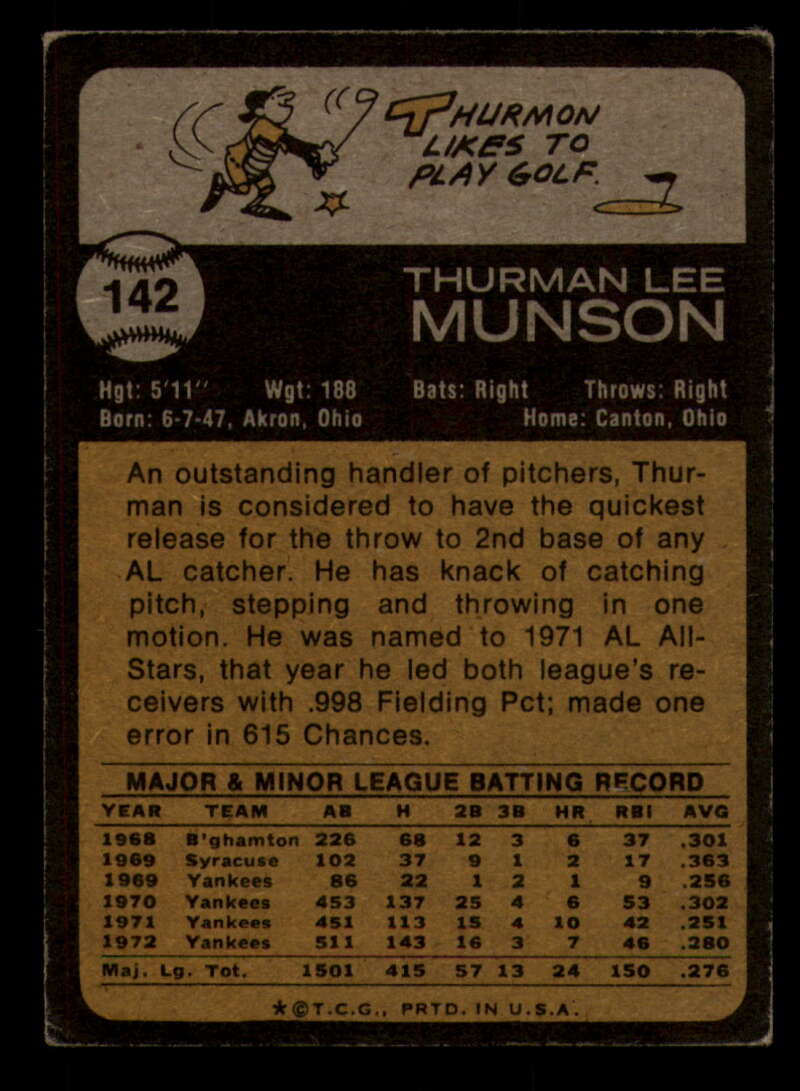 THURMON
LIKES TO
PLAY GOLF.
142
THURMAN LEE
MUNSON
Hgt: 5'11" Wgt: 188 Bats: Right Throws: Right
Born: 6-7-47, Akron, Ohio Home: Canton, Ohio
An outstanding handler of pitchers, Thur-
man is considered to have the quickest
release for the throw to 2nd base of any
AL catcher. He has knack of catching
pitch, stepping and throwing in one
motion. He was named to 1971 AL All-
Stars, that year he led both league's re-
ceivers with .998 Fielding Pct; made one
error in 615 Chances.
MAJOR & MINOR LEAGUE BATTING RECORD
YEAR TEAM AB H 2B 3B HR RBI AVG
1968 B'ghamton 226 68 12 3 6 37 .301
1969 Syracuse 102 37 9 1 2 17 .363
1969 Yankees 86 22 1 2 1 9 .256
1970 Yankees 453 137 25 4 6 53 .302
1971 Yankees 451 113 15 4 10 42 .251
1972 Yankees 511 143 16 3 7 46 .280
Maj. Lg. Tot. 1501 415 57 13 24 150 .276
★©T.C.G., PRTD. IN U.S.A.